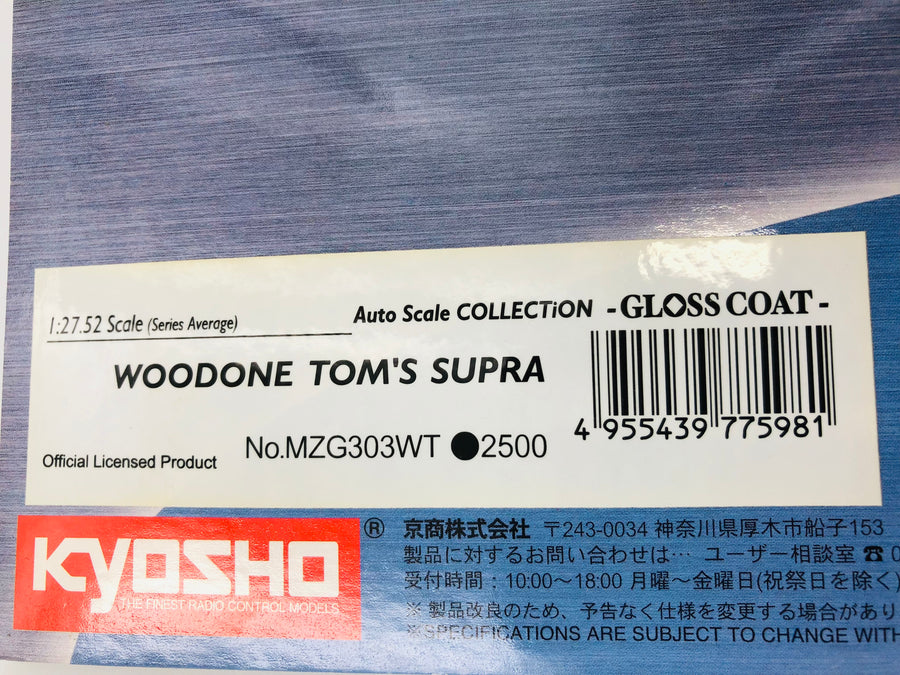 1:27.52 Scale (Series Average)
Auto Scale COLLECTiON -GLOSS COAT-
WOODONE TOM'S SUPRA
4 955439 775981
No.MZG303WT ●2500
Official Licensed Product
KYOSHO
THE FINEST RADIO CONTROL MODELS
® 京商株式会社 〒243-0034 神奈川県厚木市船子153
製品に対するお問い合わせは… ユーザー相談室 ☎0
受付時間：10:00〜18:00 月曜〜金曜日(祝祭日を除く)
※ 製品改良のため、予告なく仕様を変更する場合があり
※SPECIFICATIONS ARE SUBJECT TO CHANGE WITH